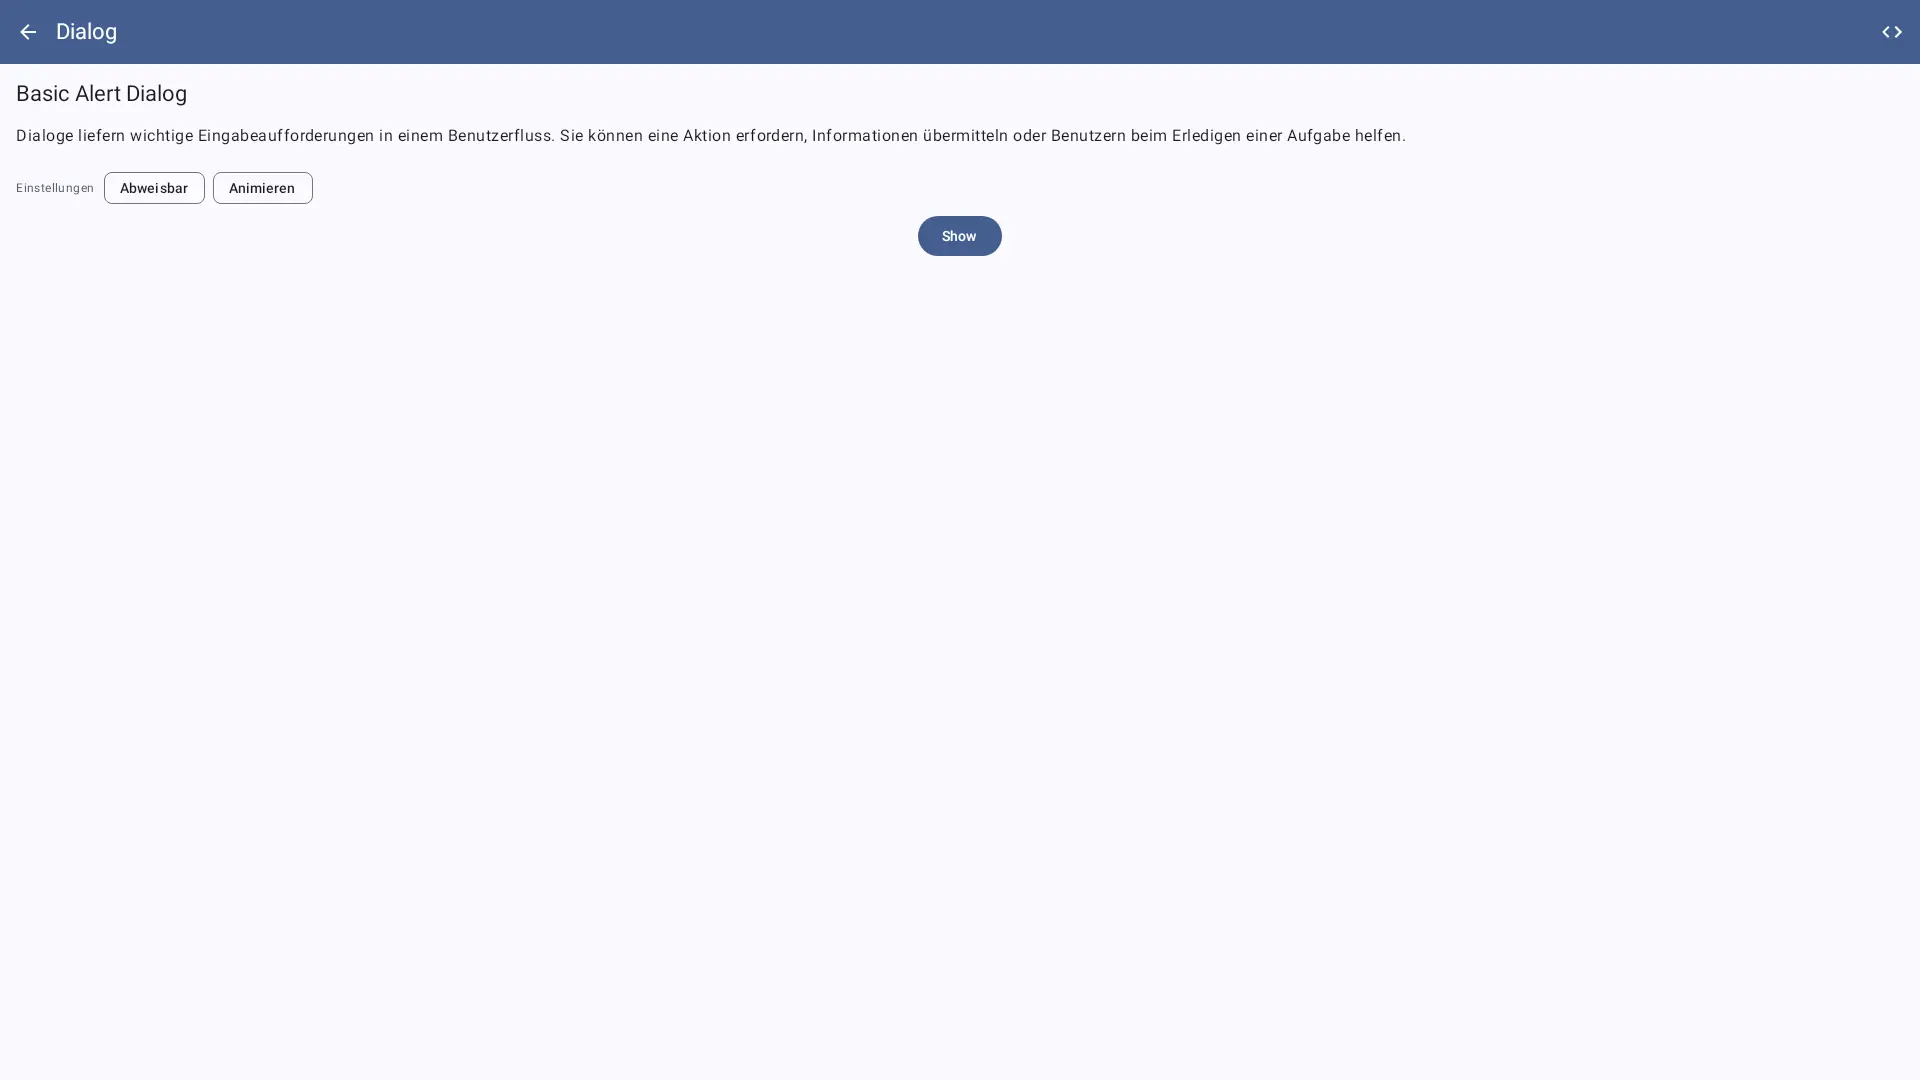 Dialog
Basic Alert Dialog
Dialoge liefern wichtige Eingabeaufforderungen in einem Benutzerfluss. Sie können eine Aktion erfordern, Informationen übermitteln oder Benutzern beim Erledigen einer Aufgabe helfen.
Einstellungen Abweisbar Animieren
Show